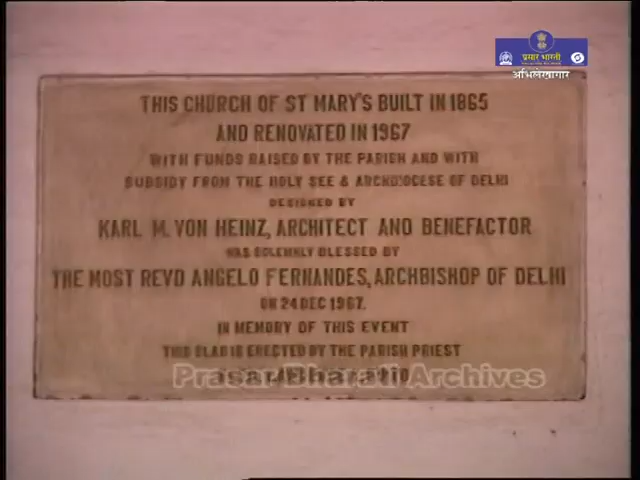 प्रसार भारती
अभिलेखागार
THIS CHURCH OF ST MARY'S BUILT IN 1865
AND RENOVATED IN 1967
WITH FUNDS RAISED BY THE PARISH AND WITH
SUBSIDY FROM THE HOLY SEE & ARCHDIOCESE OF DELHI
DESIGNED BY
KARL M. VON HEINZ, ARCHITECT AND BENEFACTOR
WAS SOLEMNLY BLESSED BY
THE MOST REVD ANGELO FERNANDES, ARCHBISHOP OF DELHI
ON 24 DEC 1967.
IN MEMORY OF THIS EVENT
THIS SLAB IS ERECTED BY THE PARISH PRIEST
Prasar Bharati Archives